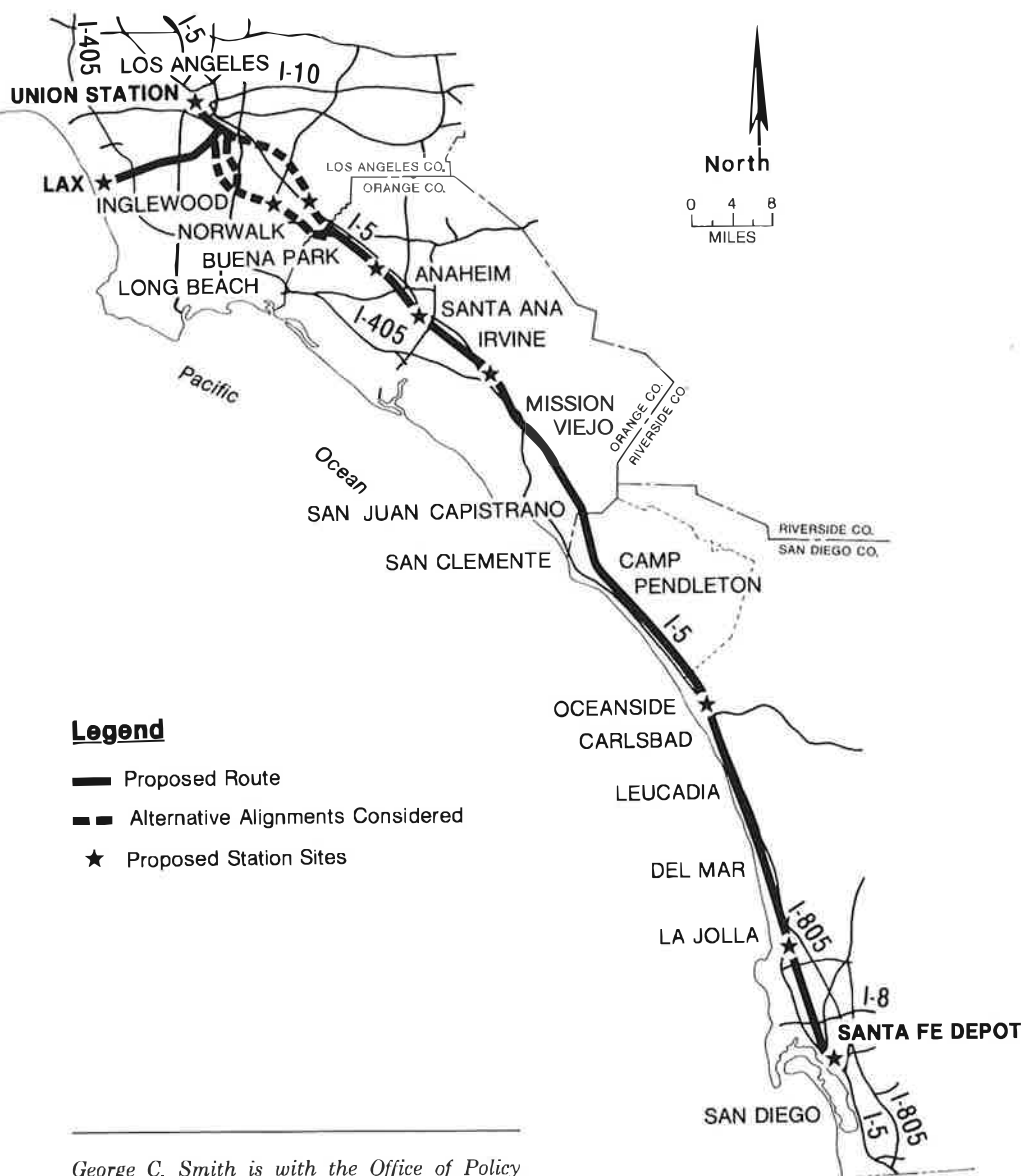 I-405
I-5
LOS ANGELES
I-10
UNION STATION
North
LOS ANGELES CO.
ORANGE CO.
LAX
INGLEWOOD
0 4 8
MILES
NORWALK
I-5
BUENA PARK
ANAHEIM
LONG BEACH
SANTA ANA
I-405
IRVINE
Pacific
MISSION
VIEJO
ORANGE CO.
RIVERSIDE CO.
Ocean
SAN JUAN CAPISTRANO
RIVERSIDE CO.
SAN DIEGO CO.
SAN CLEMENTE
CAMP
PENDLETON
I-5
OCEANSIDE
CARLSBAD
Legend
Proposed Route
LEUCADIA
Alternative Alignments Considered
Proposed Station Sites
DEL MAR
I-805
LA JOLLA
I-8
SANTA FE DEPOT
SAN DIEGO
I-805
I-5
George C. Smith is with the Office of Policy